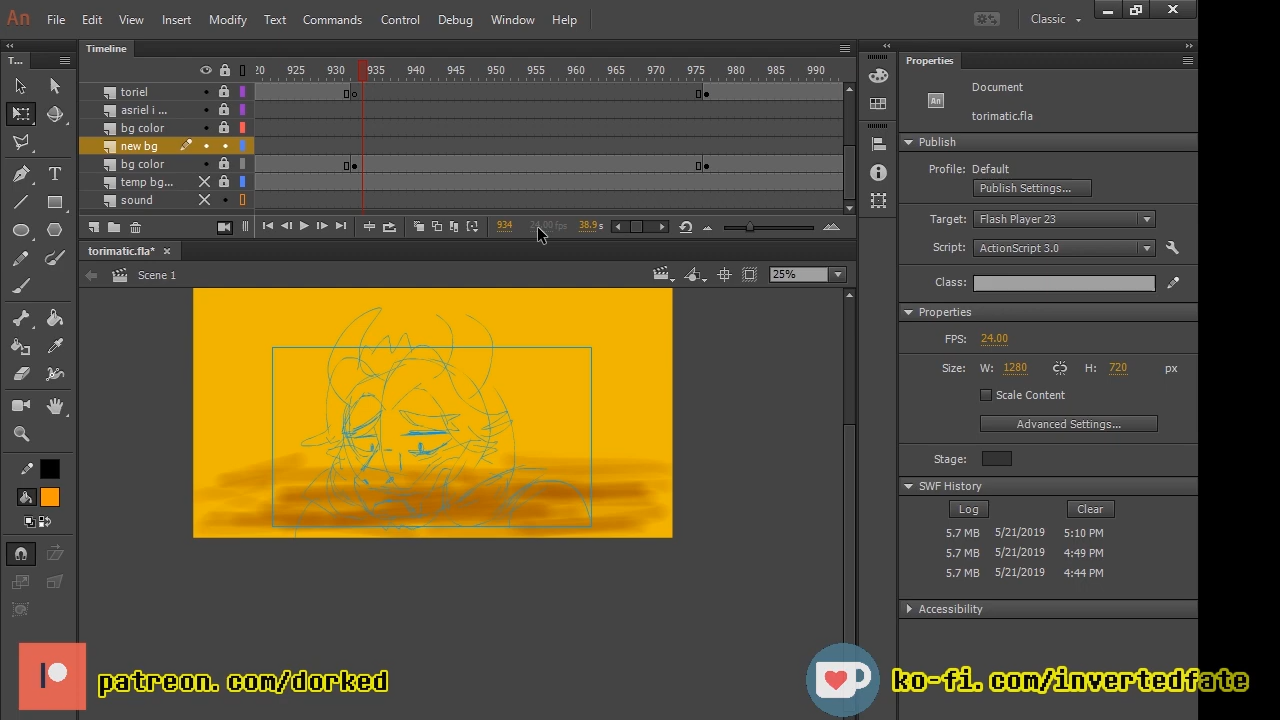 An File Edit View Insert Modify Text Commands Control Debug Window Help Classic
T... Timeline Properties
20 925 930 935 940 945 950 955 960 965 970 975 980 985 990
toriel
asriel i ...
bg color
new bg
bg color
temp bg...
sound
934 24.00 fps 38.9 s
torimatic.fla*
Scene 1 25%
An Document
torimatic.fla
Publish
Profile: Default
Publish Settings...
Target: Flash Player 23
Script: ActionScript 3.0
Class:
Properties
FPS: 24.00
Size: W: 1280 H: 720 px
Scale Content
Advanced Settings...
Stage:
SWF History
Log Clear
5.7 MB 5/21/2019 5:10 PM
5.7 MB 5/21/2019 4:49 PM
5.7 MB 5/21/2019 4:44 PM
Accessibility
patreon.com/dorked
ko-fi.com/invertedfate